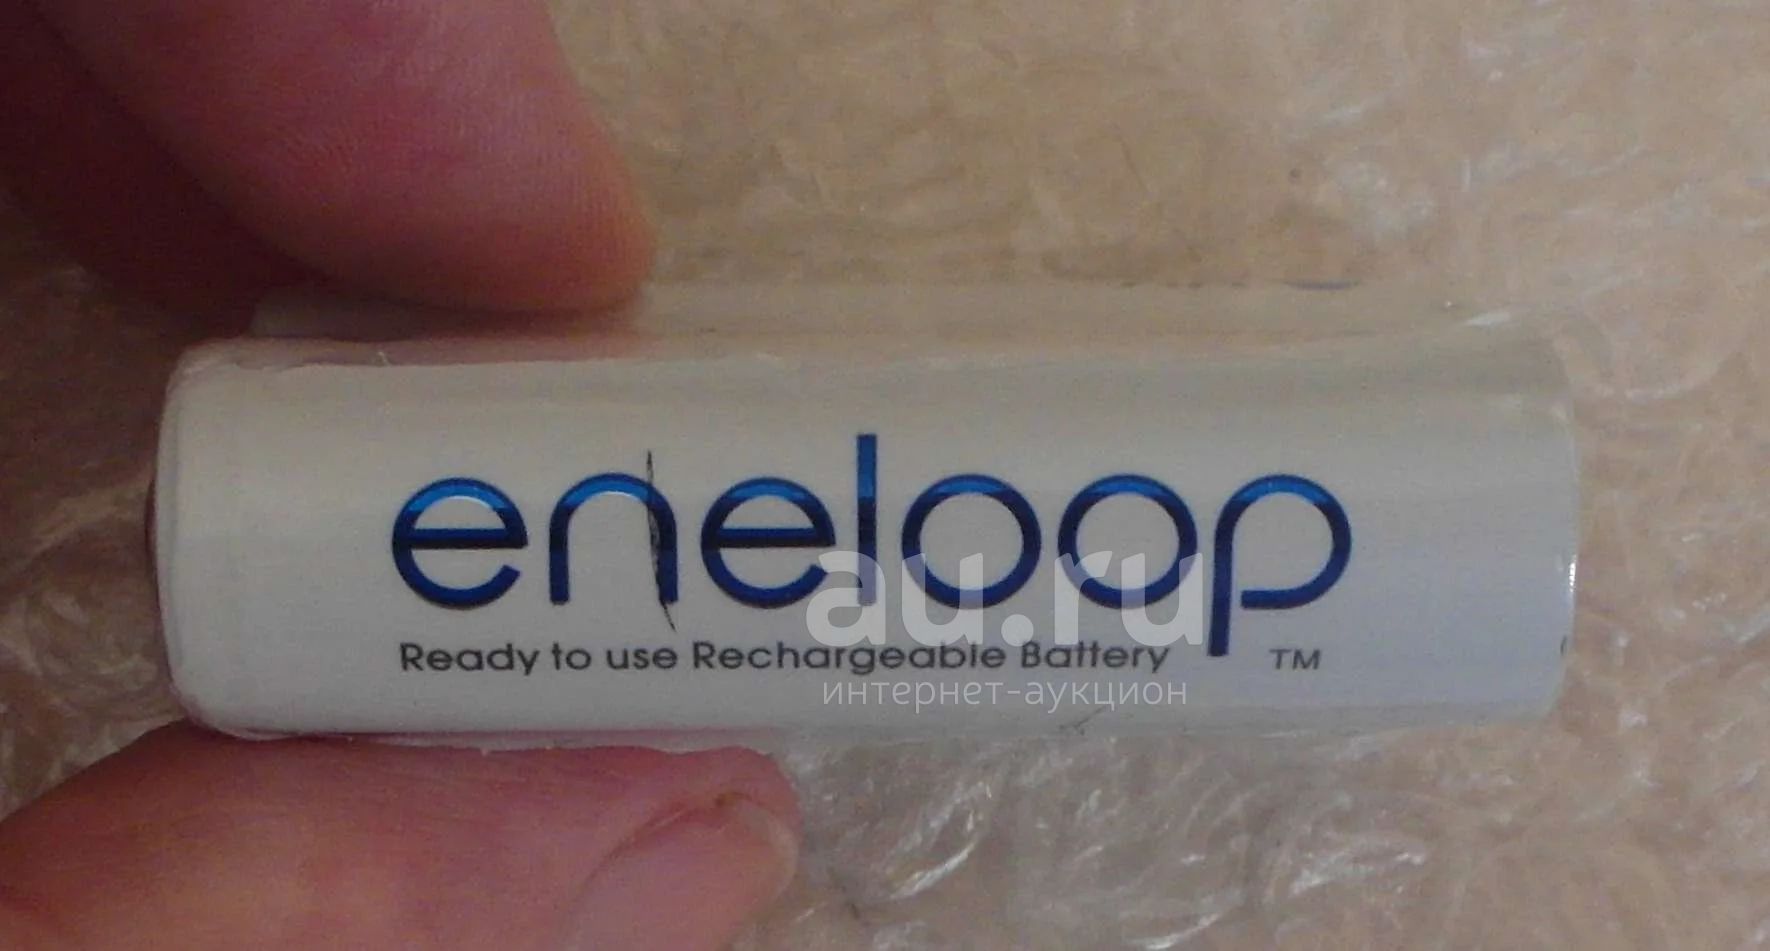 eneloop
au.ru
Ready to use Rechargeable Battery TM
интернет-аукцион